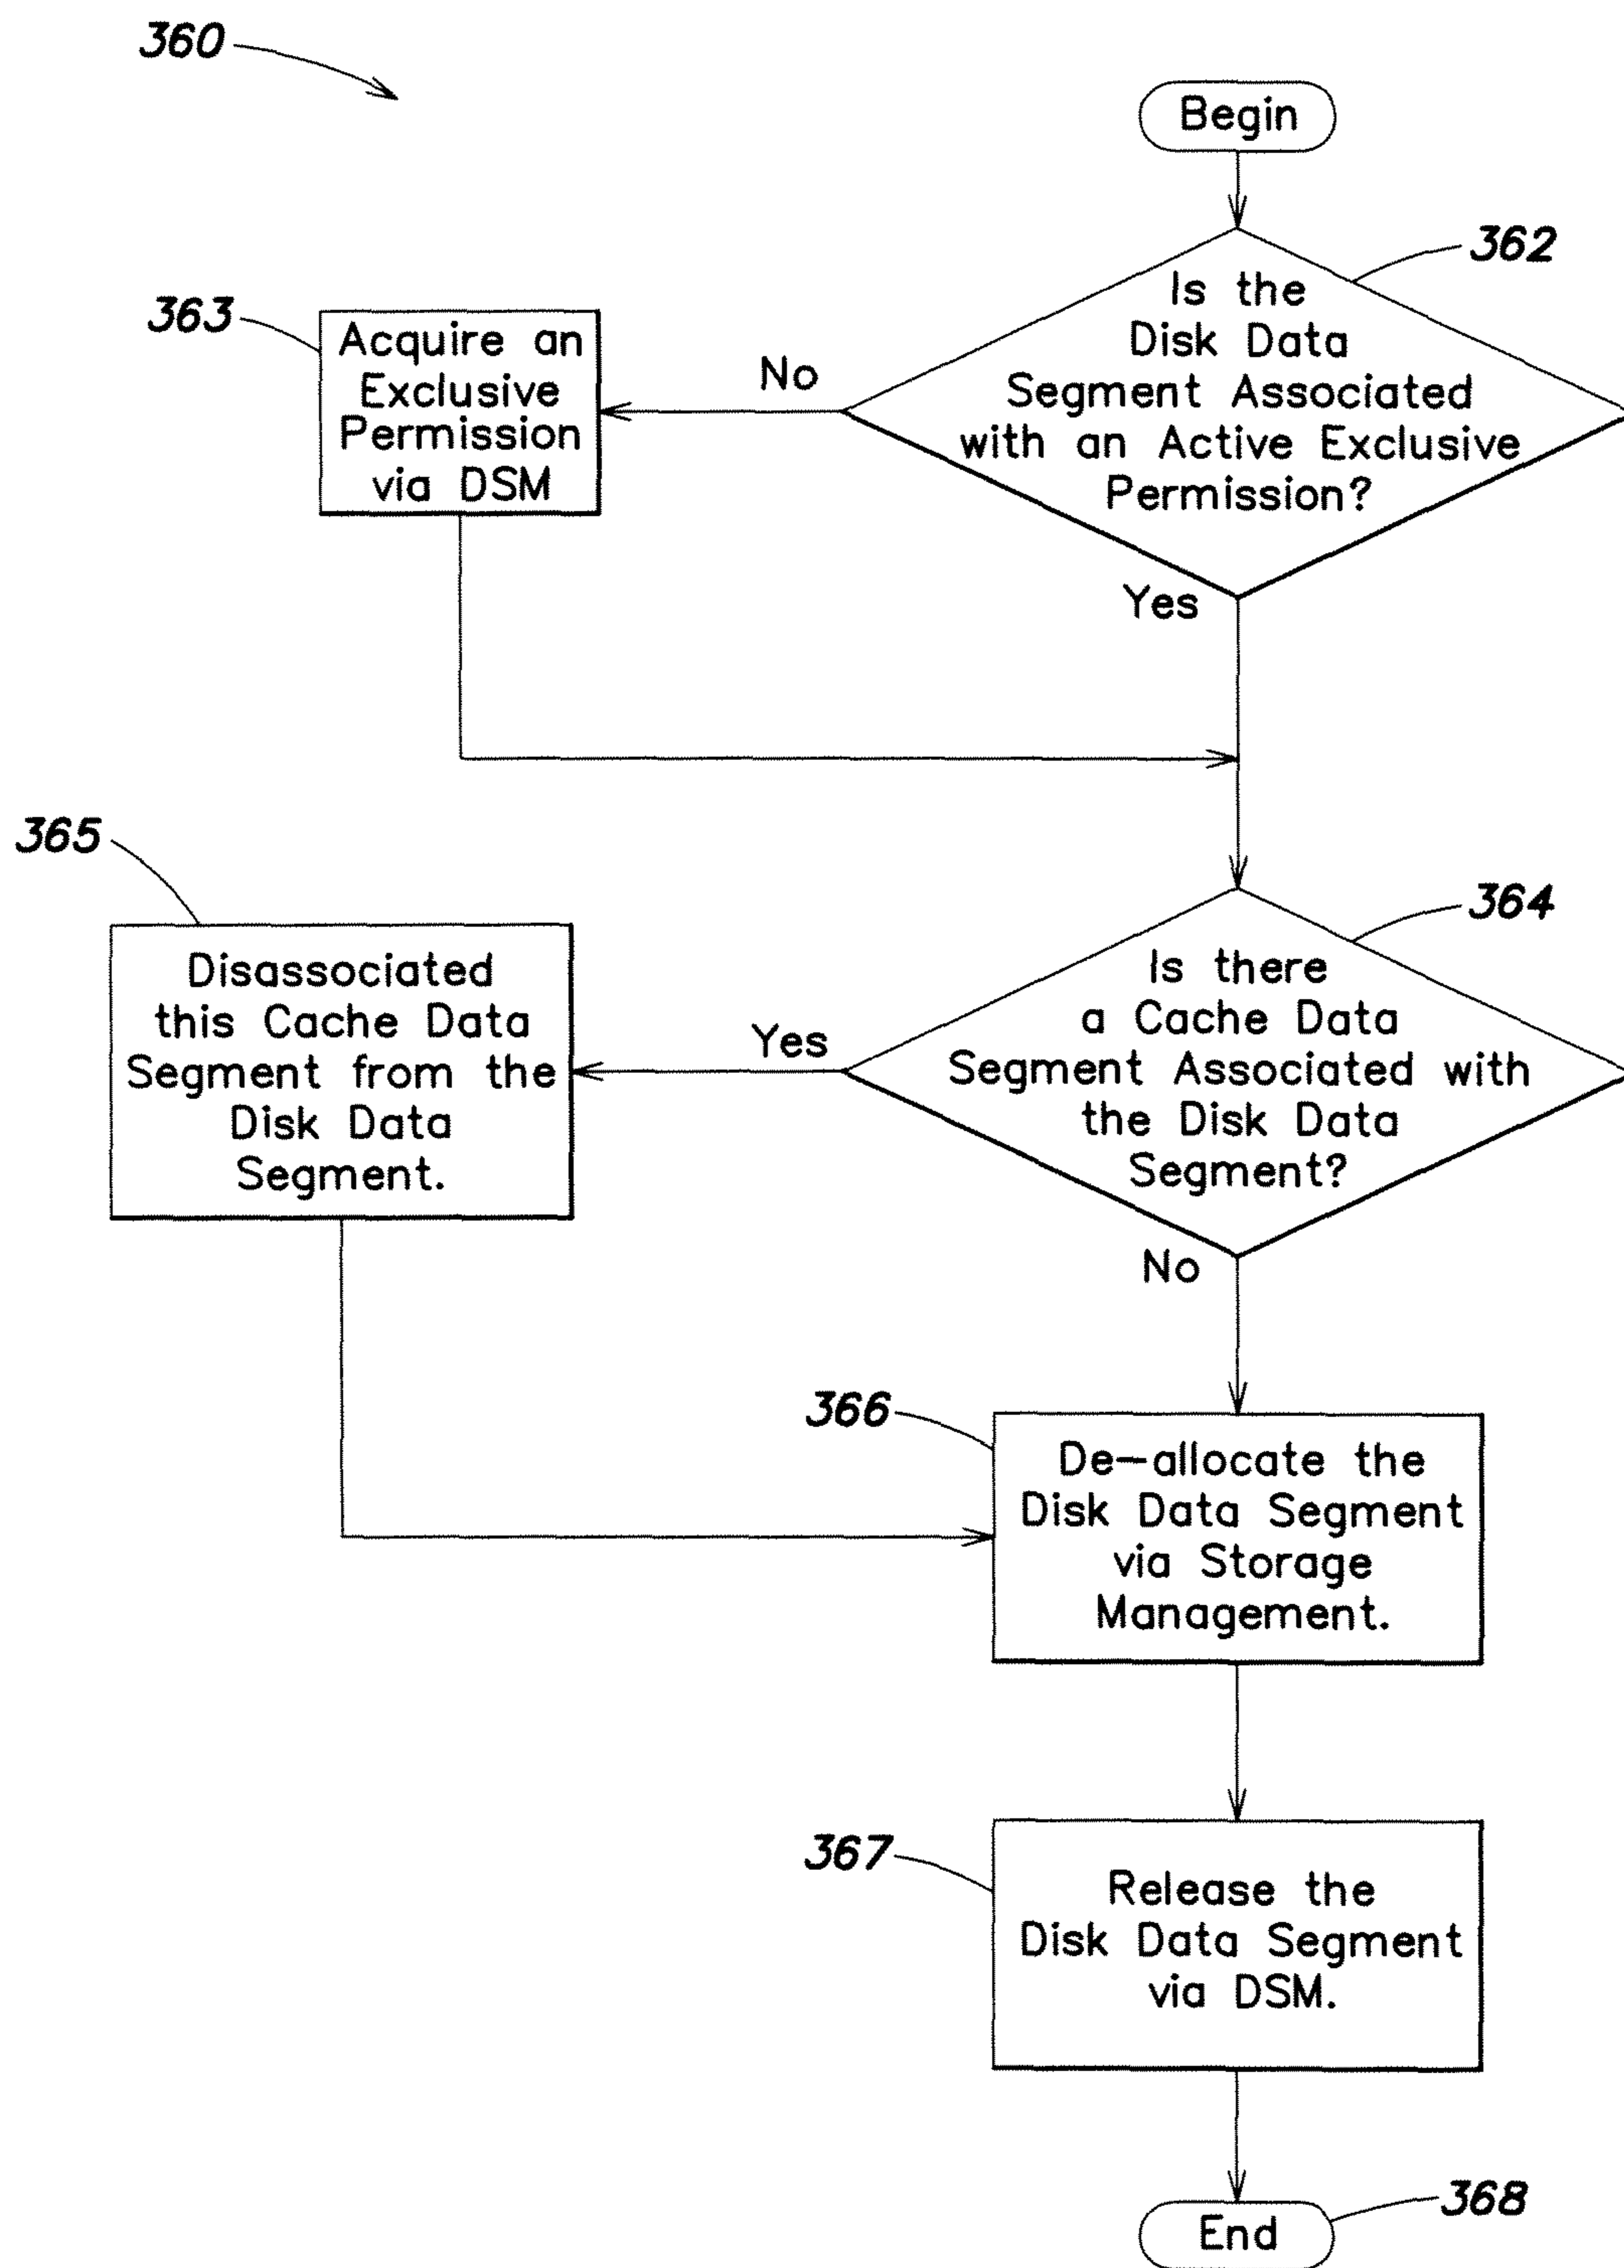 360
Begin
362
Is the
Disk Data
Segment Associated
with an Active Exclusive
Permission?
No
Yes
363
Acquire an
Exclusive
Permission
via DSM
364
Is there
a Cache Data
Segment Associated with
the Disk Data
Segment?
Yes
No
365
Disassociated
this Cache Data
Segment from the
Disk Data
Segment.
366
De-allocate the
Disk Data Segment
via Storage
Management.
367
Release the
Disk Data Segment
via DSM.
368
End